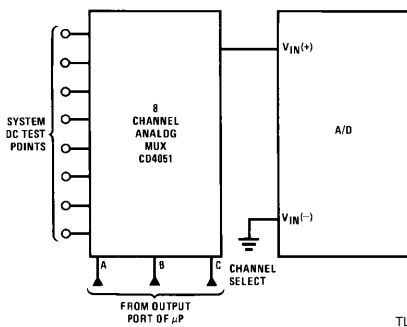 SYSTEM
DC TEST
POINTS
8
CHANNEL
ANALOG
MUX
CD4051
VIN(+)
A/D
VIN(−)
A
B
C
CHANNEL
SELECT
FROM OUTPUT
PORT OF µP
TL